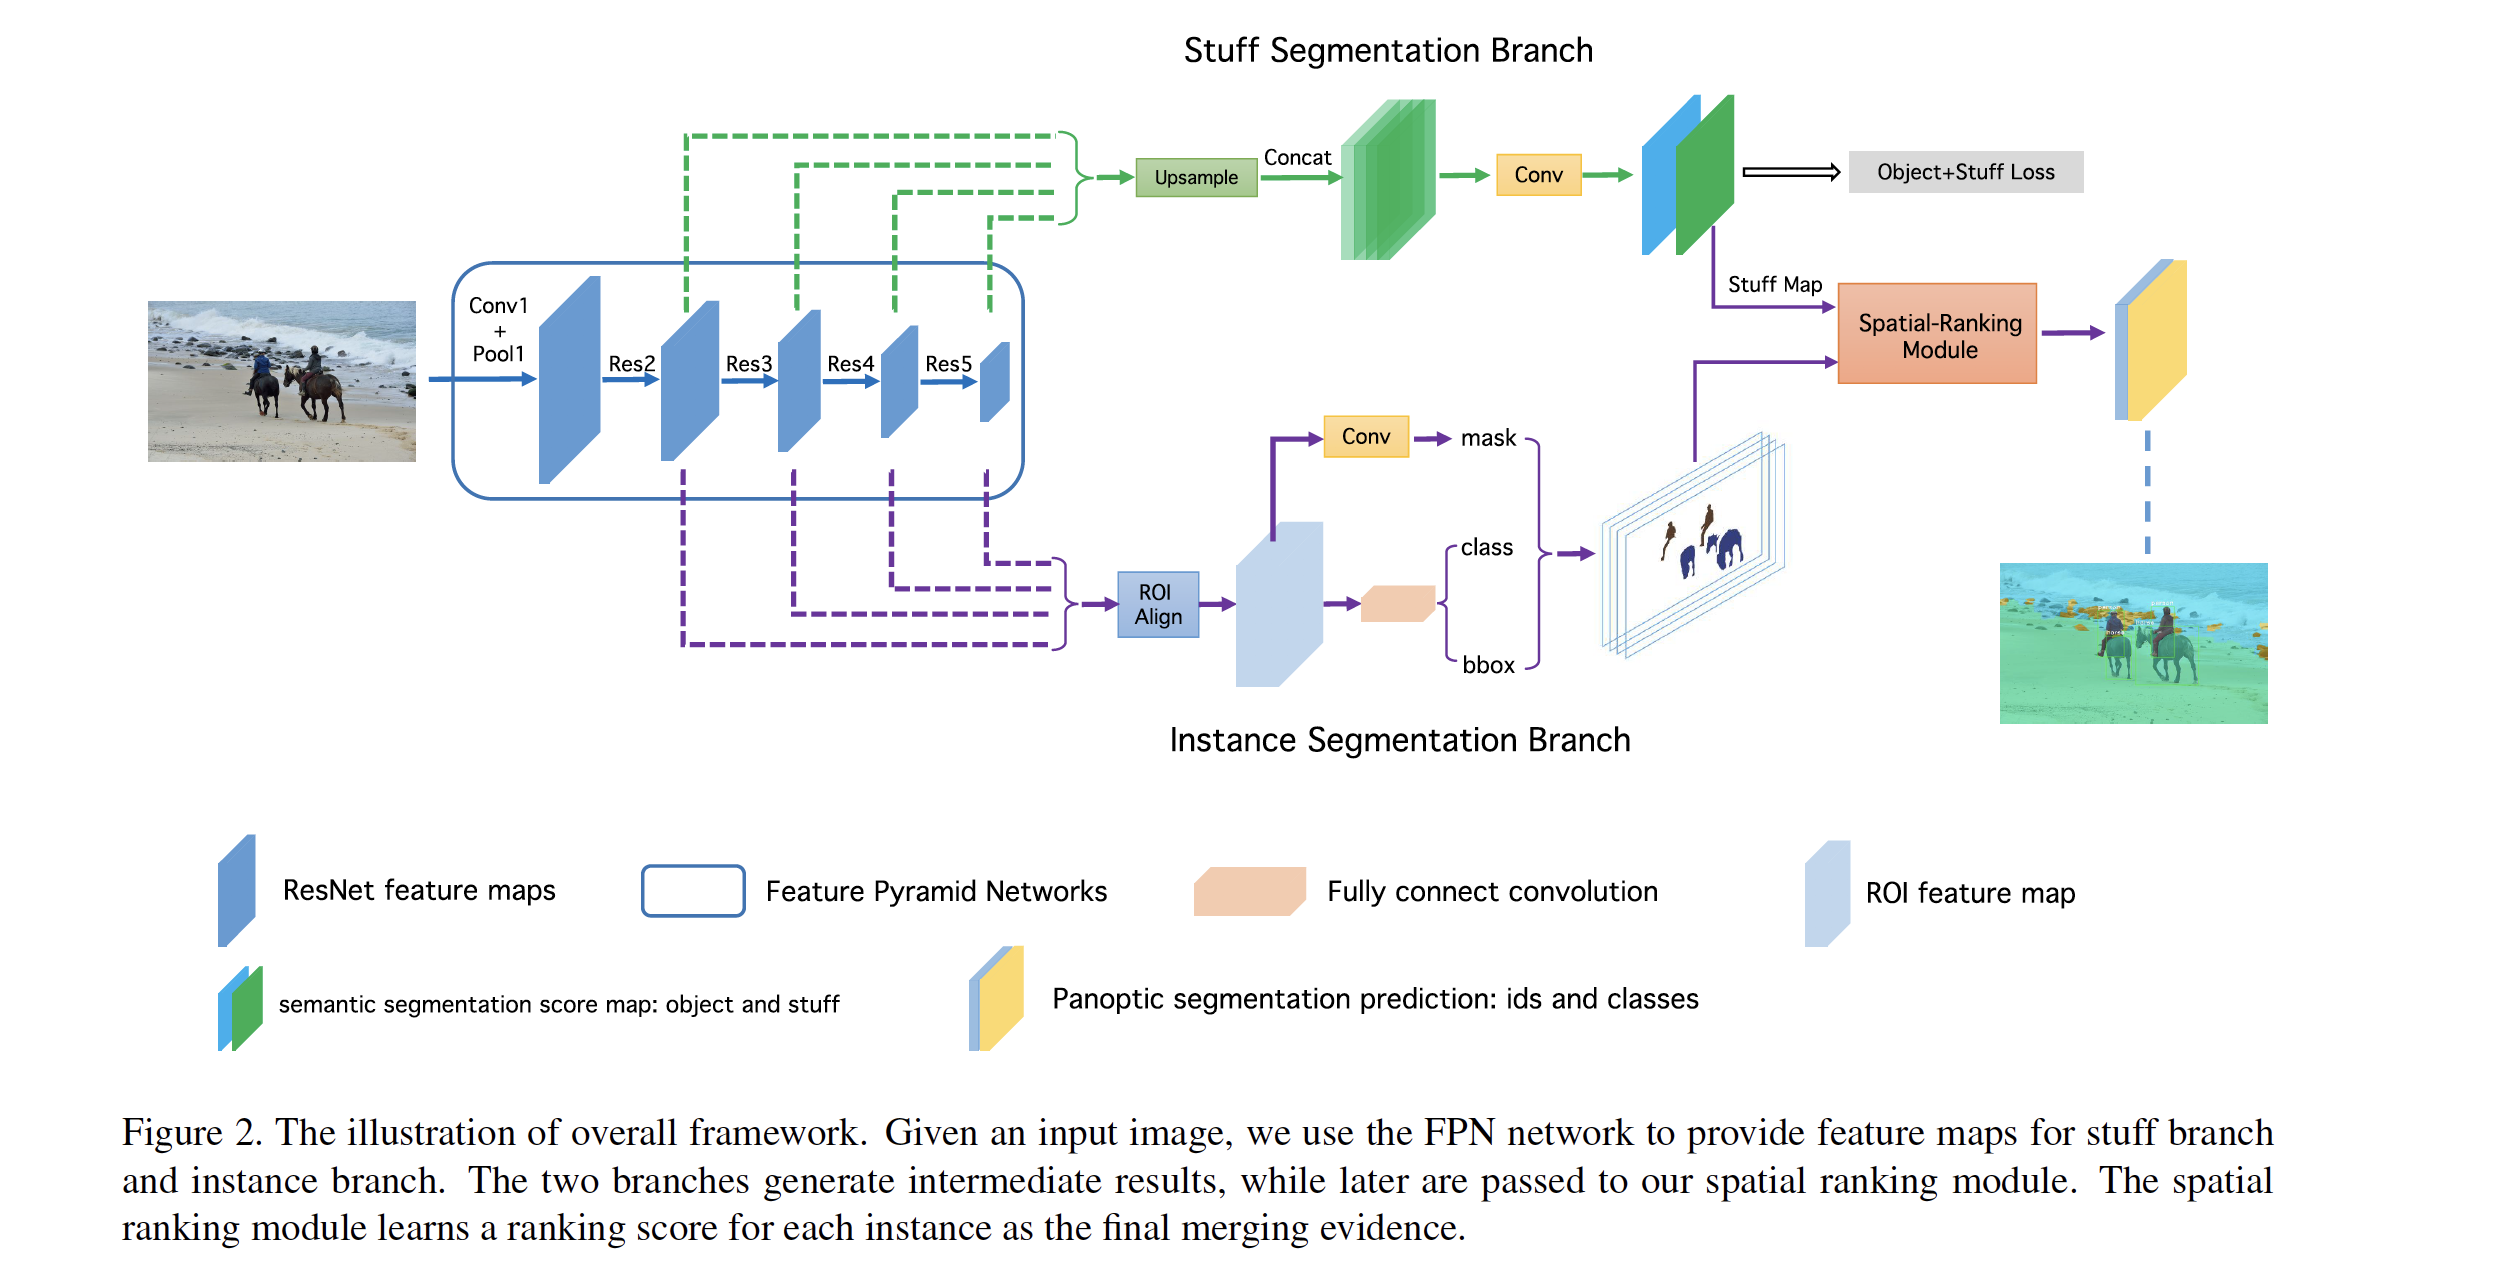 Stuff Segmentation Branch
Concat
Upsample
Conv
Object+Stuff Loss
Conv1
+
Pool1
Res2
Res3
Res4
Res5
Stuff Map
Spatial-Ranking
Module
Conv
mask
class
bbox
ROI
Align
Instance Segmentation Branch
ResNet feature maps
Feature Pyramid Networks
Fully connect convolution
ROI feature map
semantic segmentation score map: object and stuff
Panoptic segmentation prediction: ids and classes
Figure 2. The illustration of overall framework. Given an input image, we use the FPN network to provide feature maps for stuff branch
and instance branch. The two branches generate intermediate results, while later are passed to our spatial ranking module. The spatial
ranking module learns a ranking score for each instance as the final merging evidence.